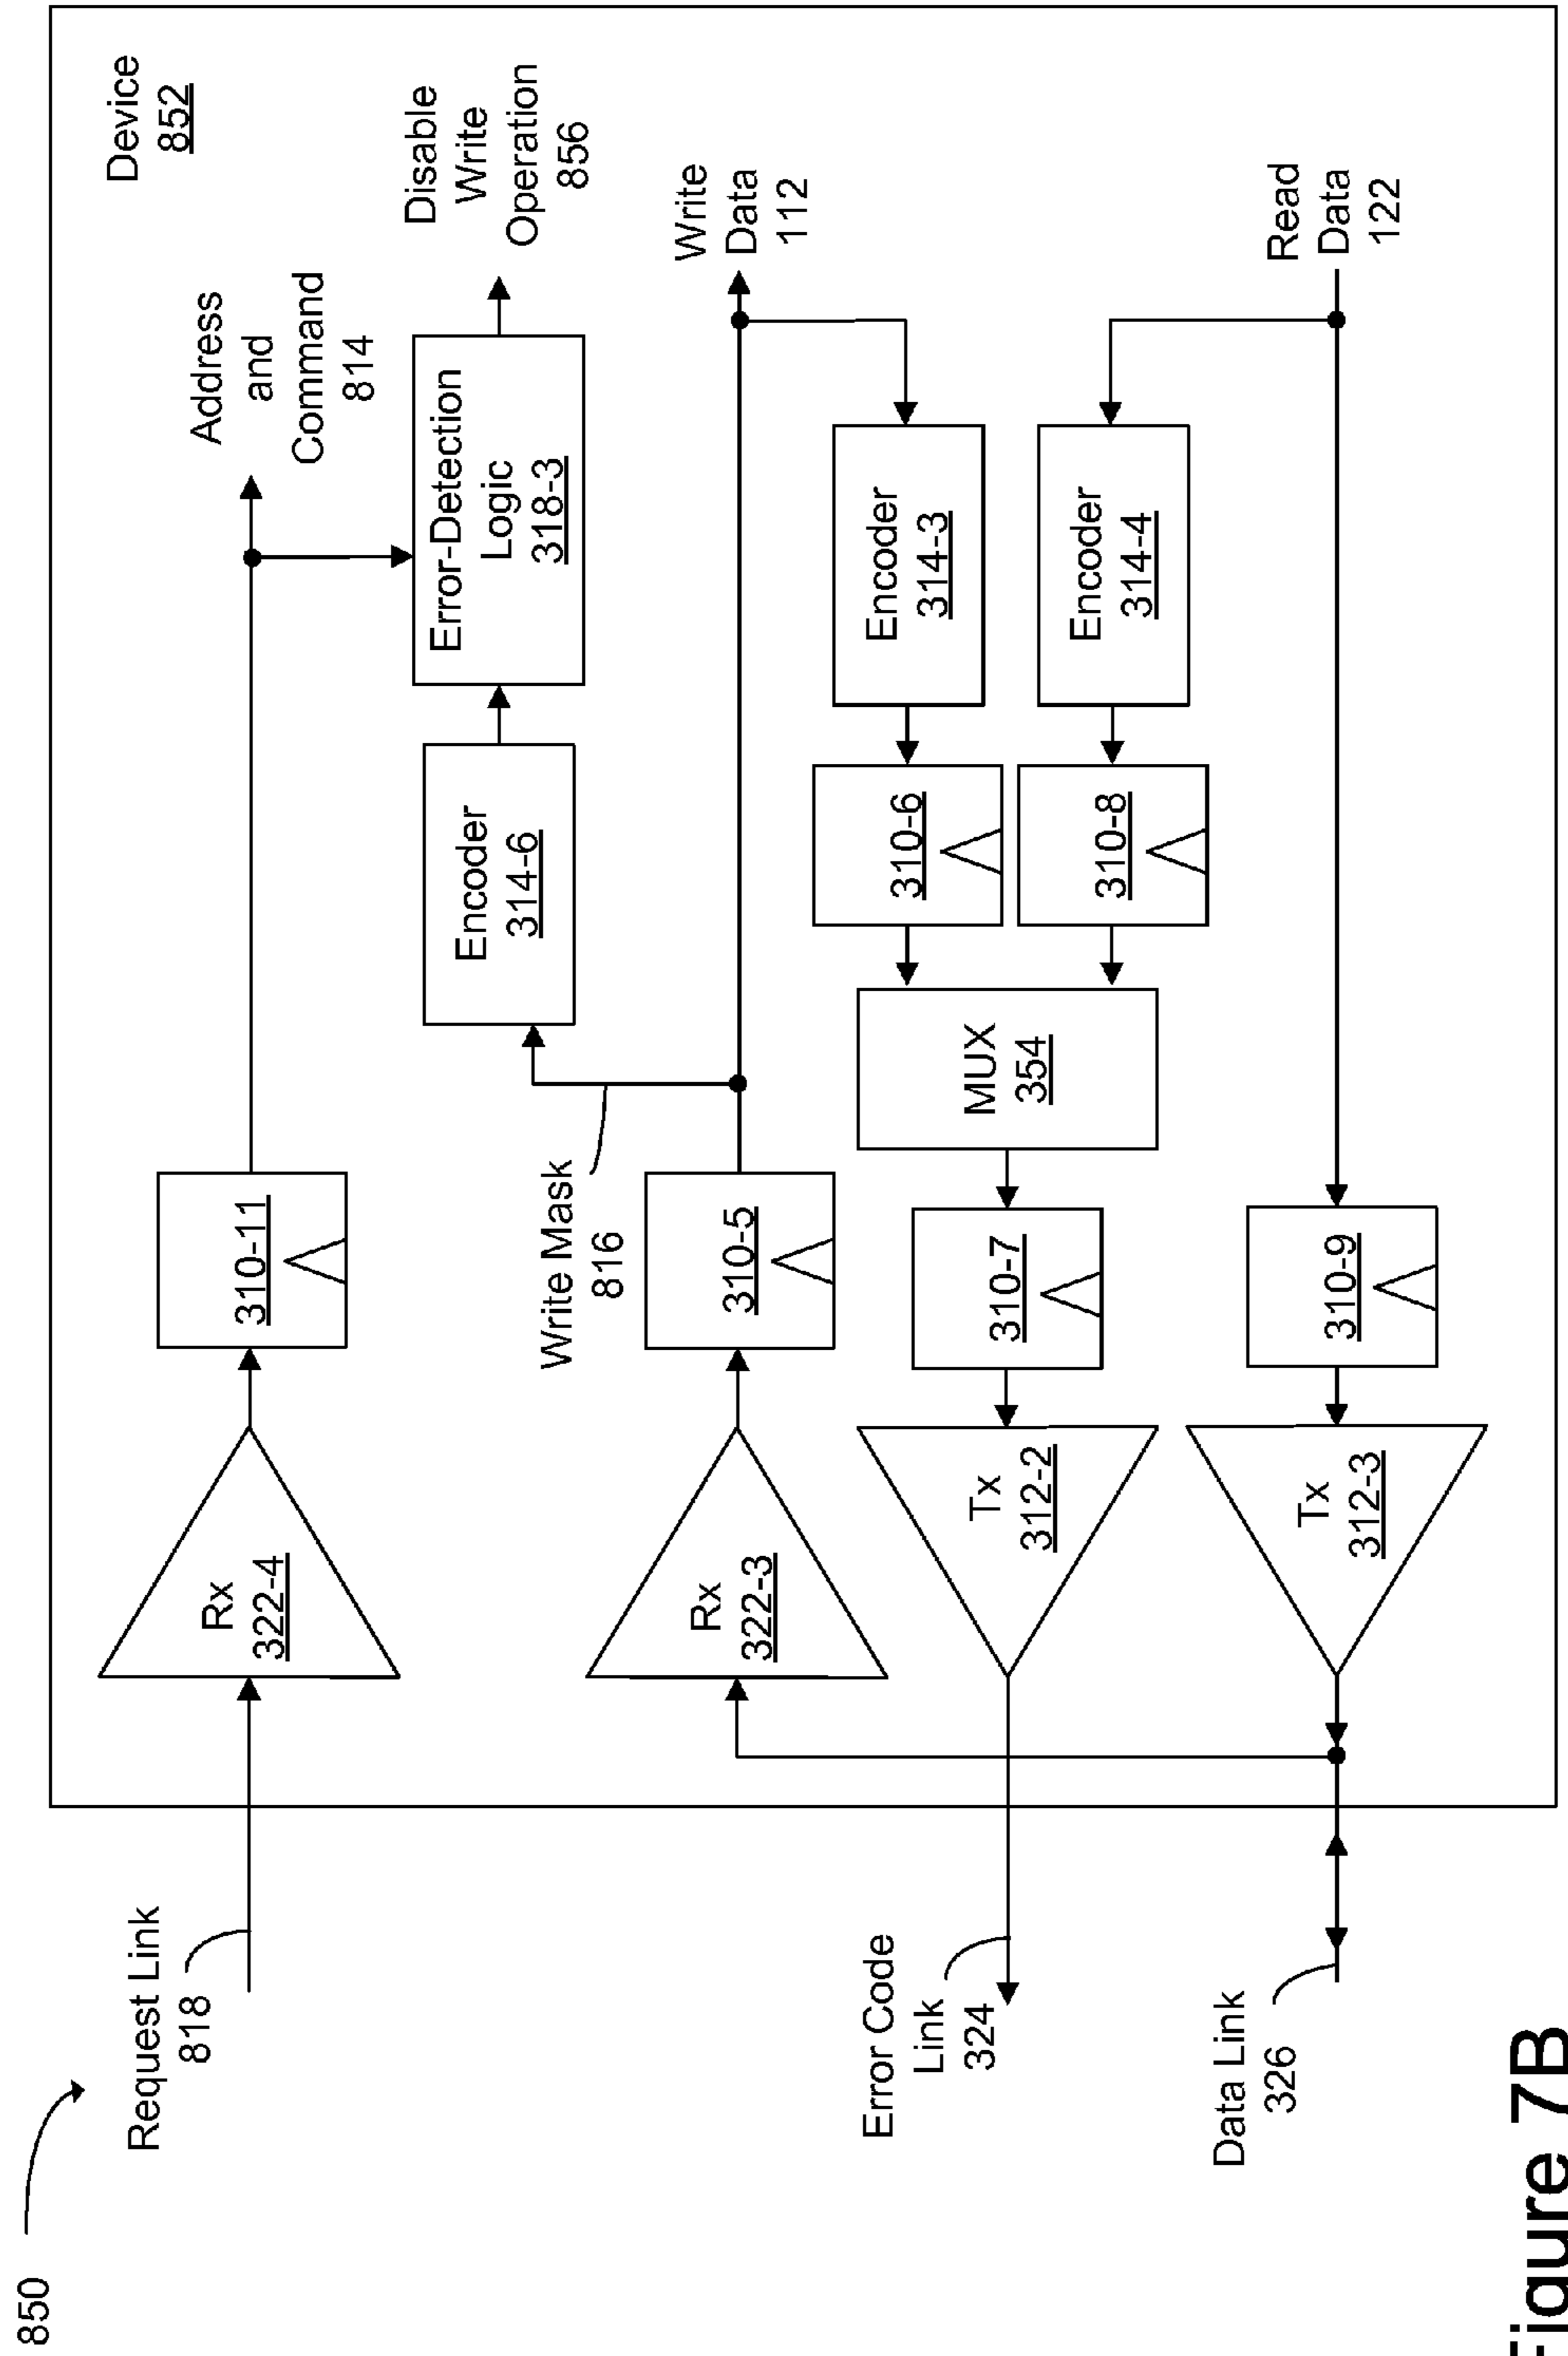 850
Request Link
818
Error Code
Link
324
Data Link
326
Device
852
Rx
322-4
310-11
Address
and
Command
814
Write Mask
816
Encoder
314-6
Error-Detection
Logic
318-3
Disable
Write
Operation
856
Rx
322-3
310-5
Write
Data
112
Tx
312-2
310-7
MUX
354
310-6
Encoder
314-3
310-8
Encoder
314-4
Tx
312-3
310-9
Read
Data
122
Figure 7B